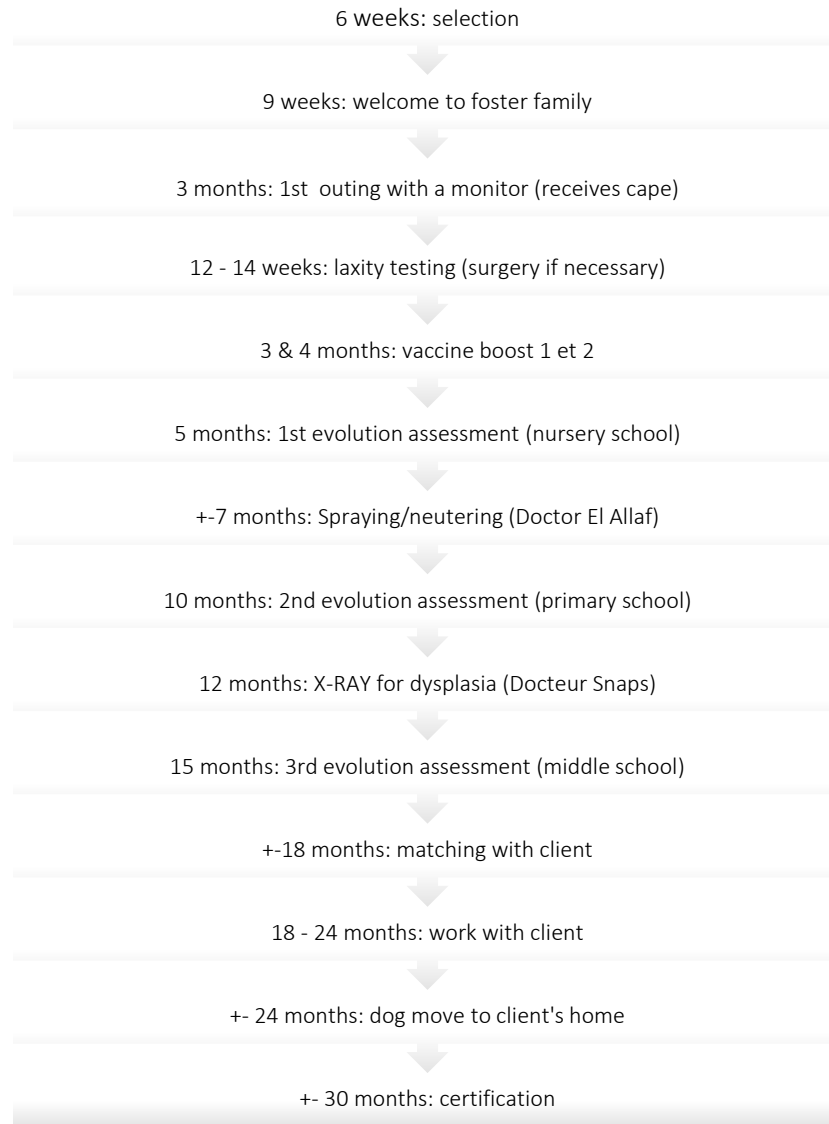 6 weeks: selection
9 weeks: welcome to foster family
3 months: 1st  outing with a monitor (receives cape)
12 - 14 weeks: laxity testing (surgery if necessary)
3 & 4 months: vaccine boost 1 et 2
5 months: 1st evolution assessment (nursery school)
+-7 months: Spraying/neutering (Doctor El Allaf)
10 months: 2nd evolution assessment (primary school)
12 months: X-RAY for dysplasia (Docteur Snaps)
15 months: 3rd evolution assessment (middle school)
+-18 months: matching with client
18 - 24 months: work with client
+- 24 months: dog move to client's home
+- 30 months: certification